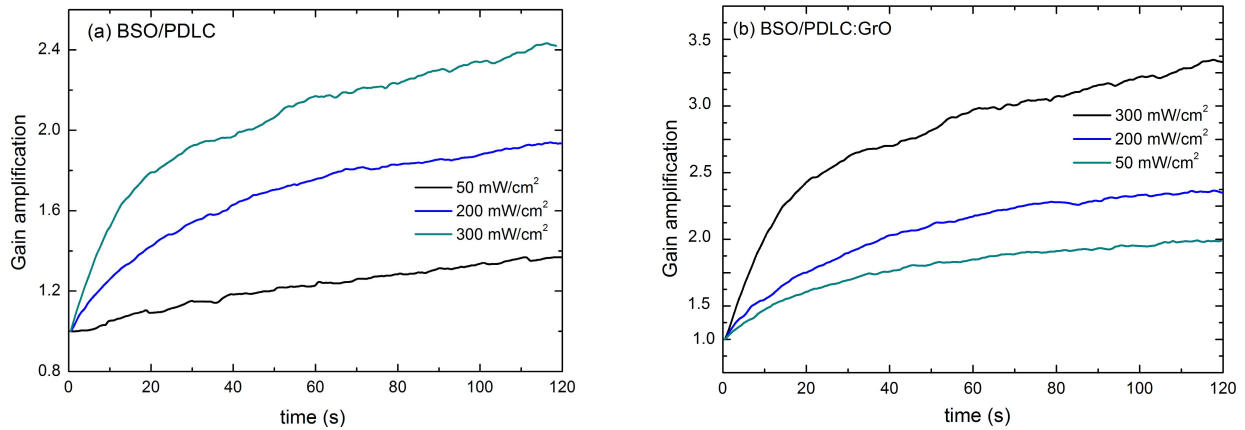 (a) BSO/PDLC
Gain amplification
2.4
2.0
1.6
1.2
0.8
50 mW/cm²
200 mW/cm²
300 mW/cm²
0 20 40 60 80 100 120
time (s)
(b) BSO/PDLC:GrO
Gain amplification
3.5
3.0
2.5
2.0
1.5
1.0
300 mW/cm²
200 mW/cm²
50 mW/cm²
0 20 40 60 80 100 120
time (s)